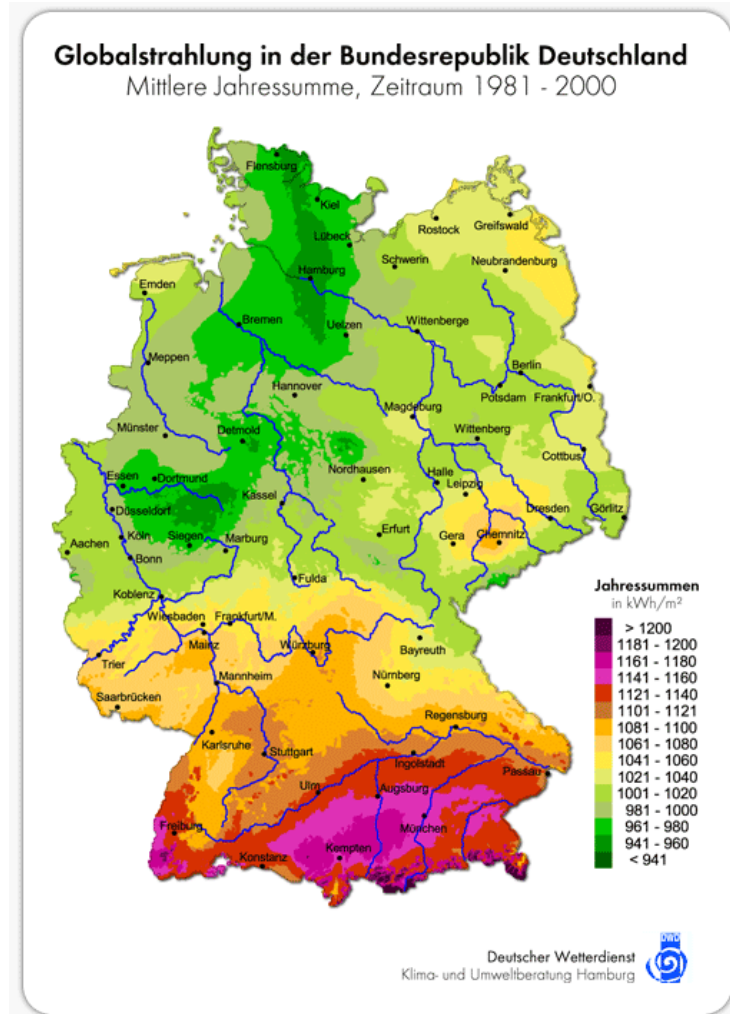 Globalstrahlung in der Bundesrepublik Deutschland
Mittlere Jahressumme, Zeitraum 1981 - 2000
Flensburg
Kiel
Lübeck
Rostock
Greifswald
Hamburg
Schwerin
Neubrandenburg
Emden
Bremen
Uelzen
Wittenberge
Meppen
Berlin
Hannover
Potsdam
Frankfurt/O.
Magdeburg
Münster
Detmold
Wittenberg
Cottbus
Essen
Dortmund
Nordhausen
Halle
Leipzig
Düsseldorf
Kassel
Dresden
Görlitz
Köln
Siegen
Marburg
Erfurt
Gera
Chemnitz
Aachen
Bonn
Fulda
Koblenz
Wiesbaden
Frankfurt/M.
Mainz
Würzburg
Bayreuth
Trier
Mannheim
Nürnberg
Saarbrücken
Regensburg
Karlsruhe
Stuttgart
Ingolstadt
Passau
Ulm
Augsburg
Freiburg
München
Kempten
Konstanz
Jahressummen
in kWh/m²
> 1200
1181 - 1200
1161 - 1180
1141 - 1160
1121 - 1140
1101 - 1121
1081 - 1100
1061 - 1080
1041 - 1060
1021 - 1040
1001 - 1020
981 - 1000
961 - 980
941 - 960
< 941
DWD
Deutscher Wetterdienst
Klima- und Umweltberatung Hamburg